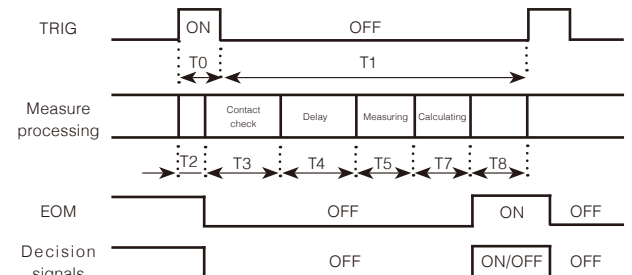 TRIG ON OFF
T0 T1
Measure processing Contact check Delay Measuring Calculating
T2 T3 T4 T5 T7 T8
EOM OFF ON OFF
Decision signals OFF ON/OFF OFF